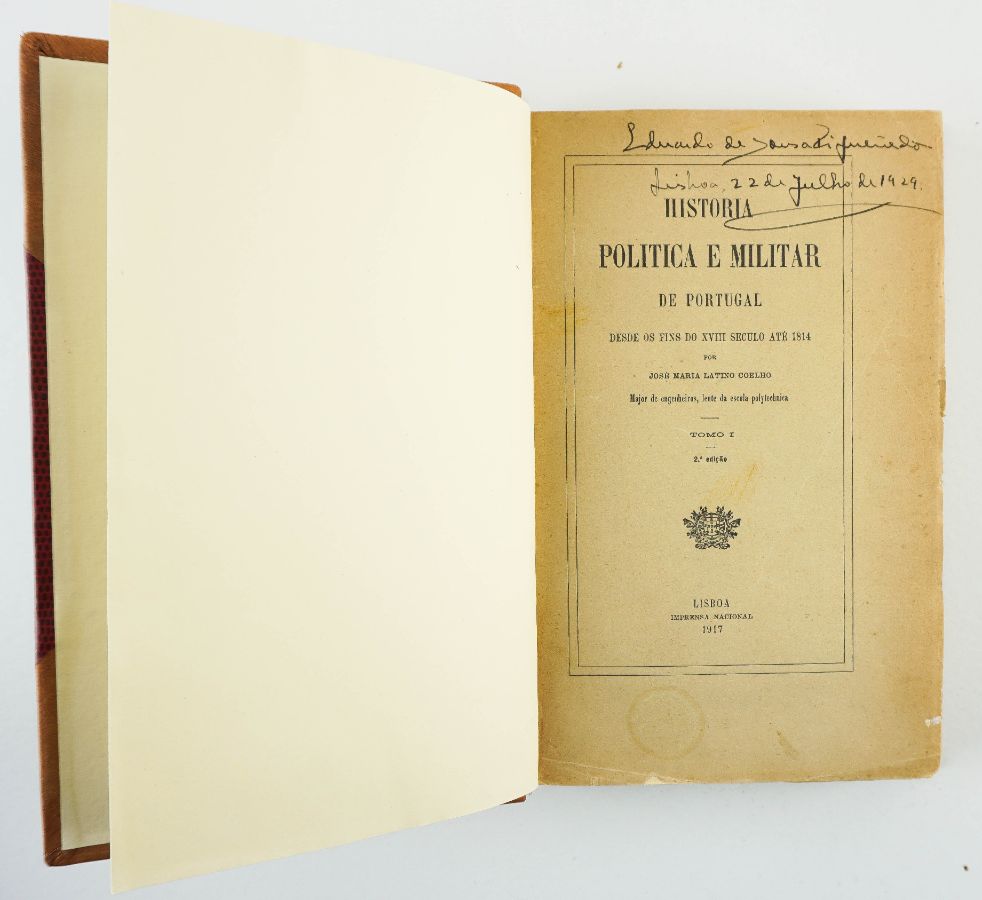 Eduardo de Sousa Figueiredo
Lisboa, 22 de Julho de 1929.
HISTORIA
POLITICA E MILITAR
DE PORTUGAL
DESDE OS FINS DO XVIII SECULO ATÉ 1814
POR
JOSÉ MARIA LATINO COELHO
Major de engenheiros, lente da escola polytechnica
TOMO I
2.ª edição
LISBOA
IMPRENSA NACIONAL
1917